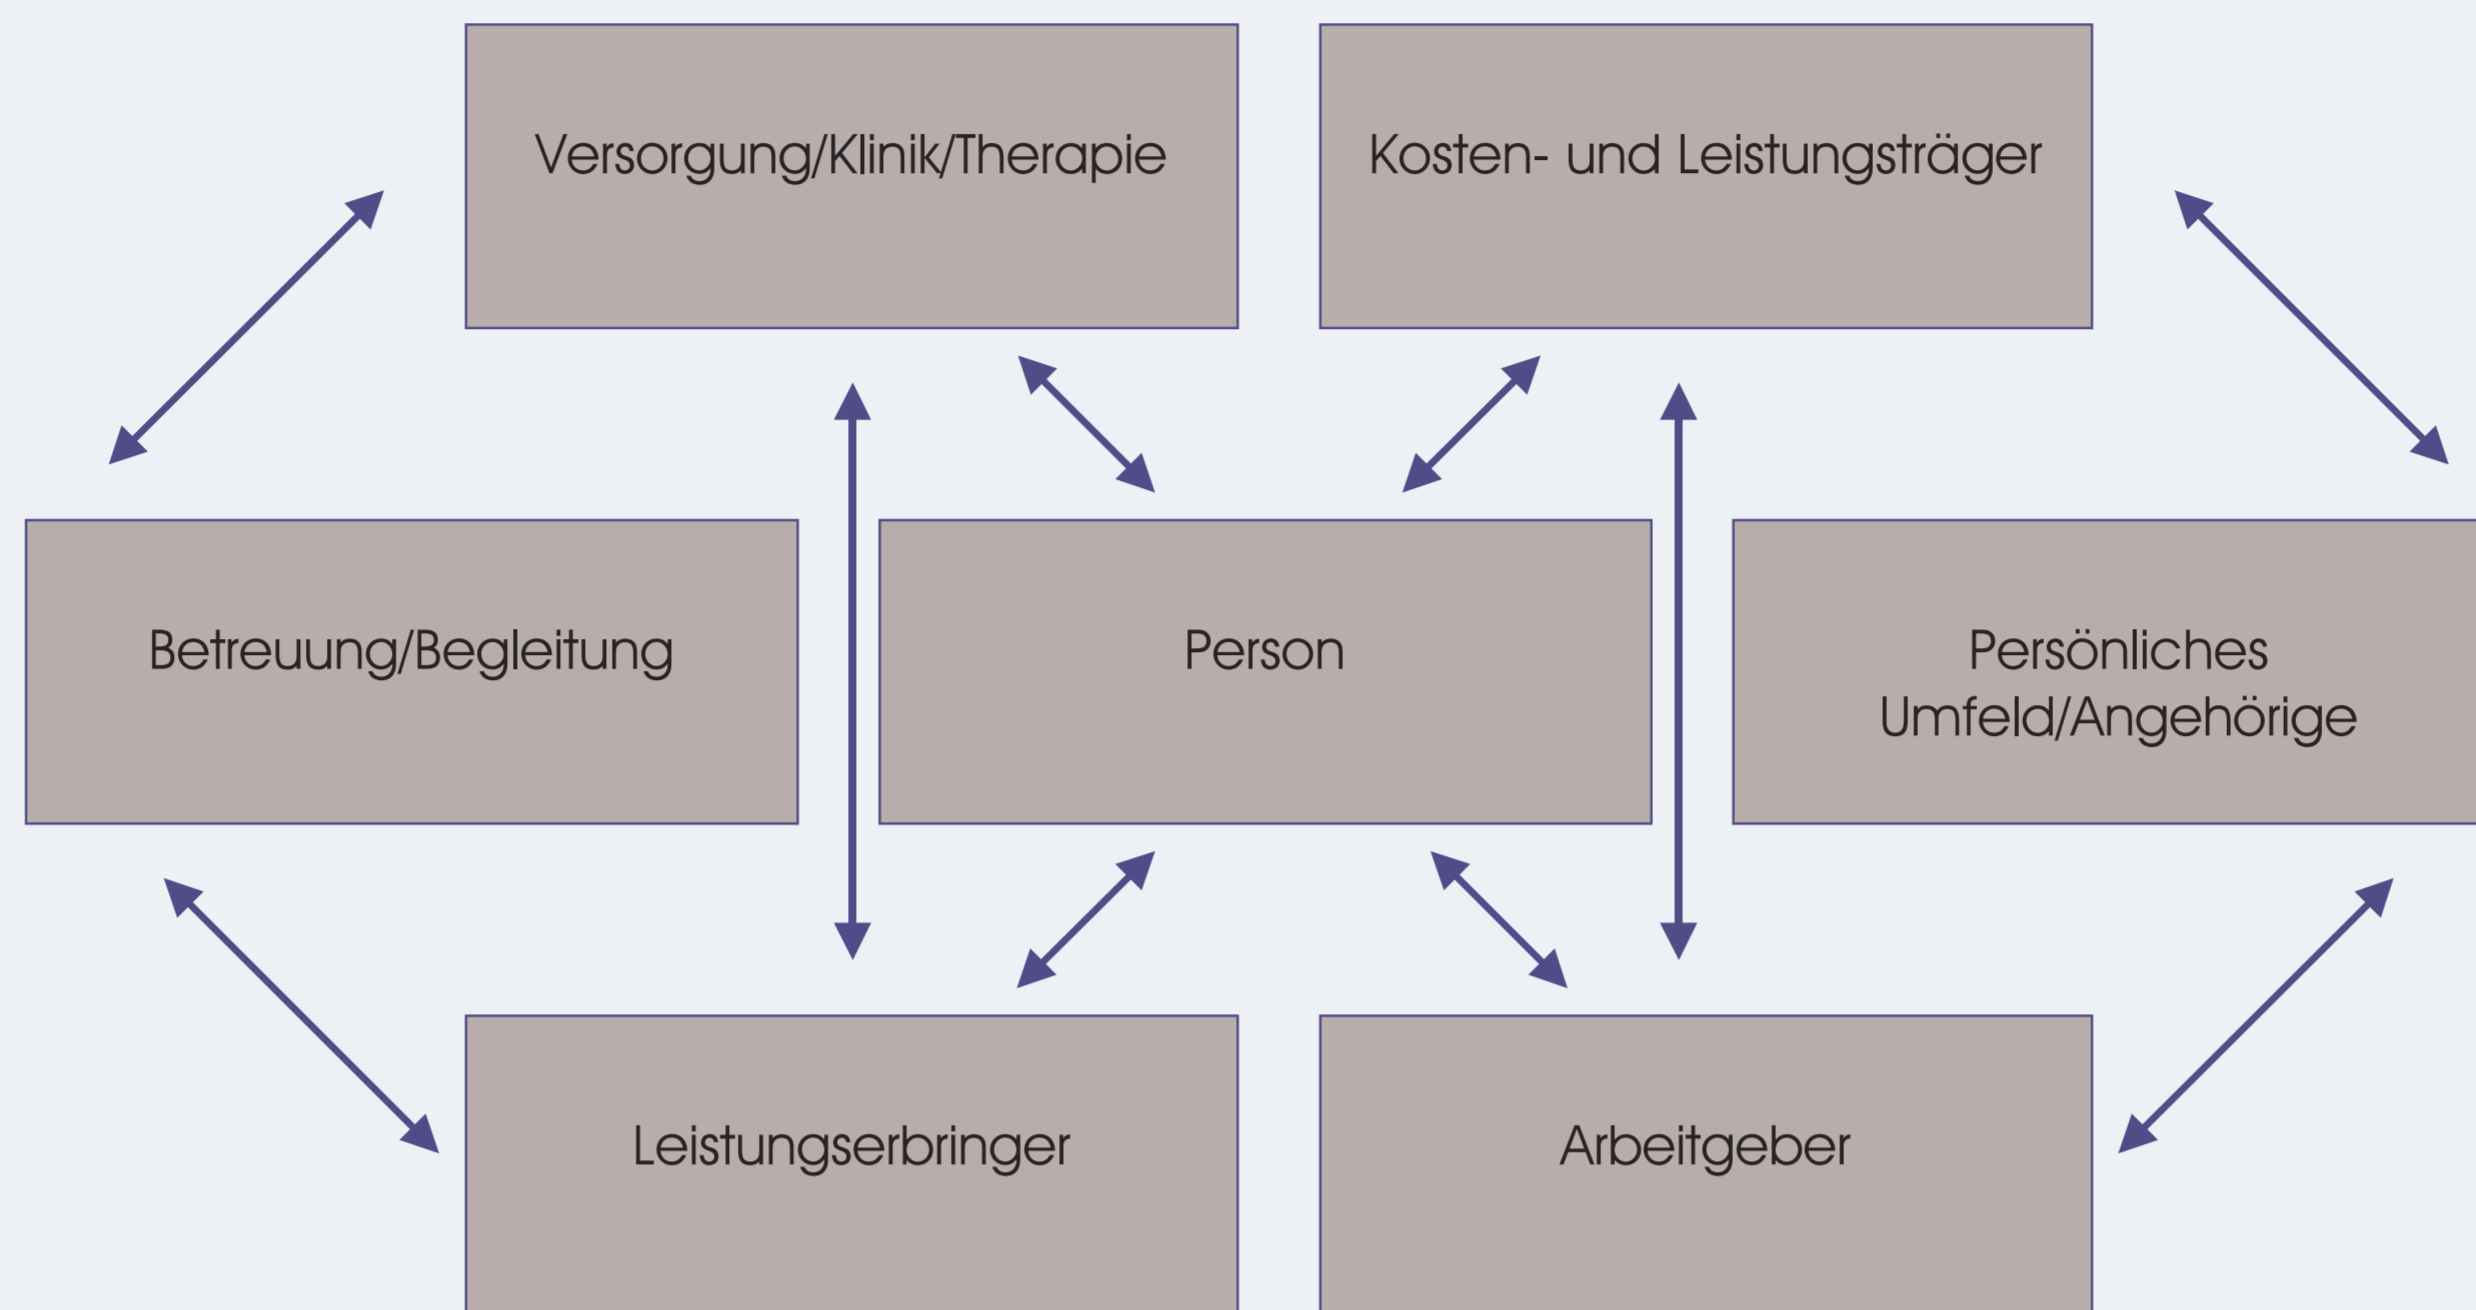 Versorgung/Klinik/Therapie
Kosten- und Leistungsträger
Betreuung/Begleitung
Person
Persönliches
Umfeld/Angehörige
Leistungserbringer
Arbeitgeber